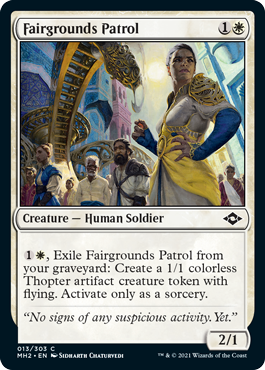 Fairgrounds Patrol 1
Creature — Human Soldier
1, Exile Fairgrounds Patrol from
your graveyard: Create a 1/1 colorless
Thopter artifact creature token with
flying. Activate only as a sorcery.
“No signs of any suspicious activity. Yet.”
2/1
013/303 C
MH2 • EN Sidharth Chaturvedi
™ & © 2021 Wizards of the Coast